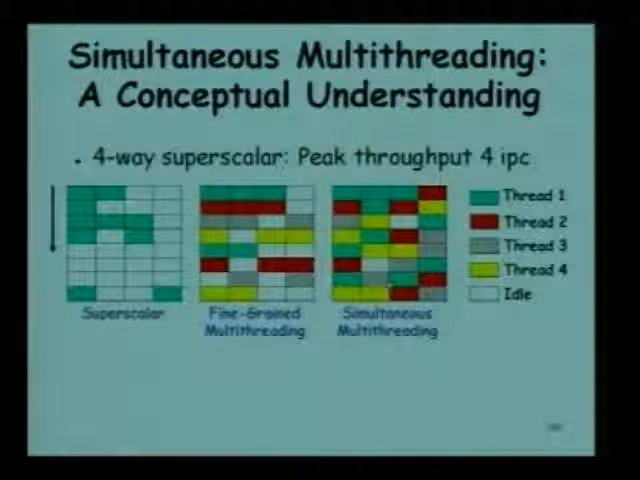 Simultaneous Multithreading:
A Conceptual Understanding
• 4-way superscalar: Peak throughput 4 ipc
Thread 1
Thread 2
Thread 3
Thread 4
Idle
Superscalar
Fine-Grained
Multithreading
Simultaneous
Multithreading